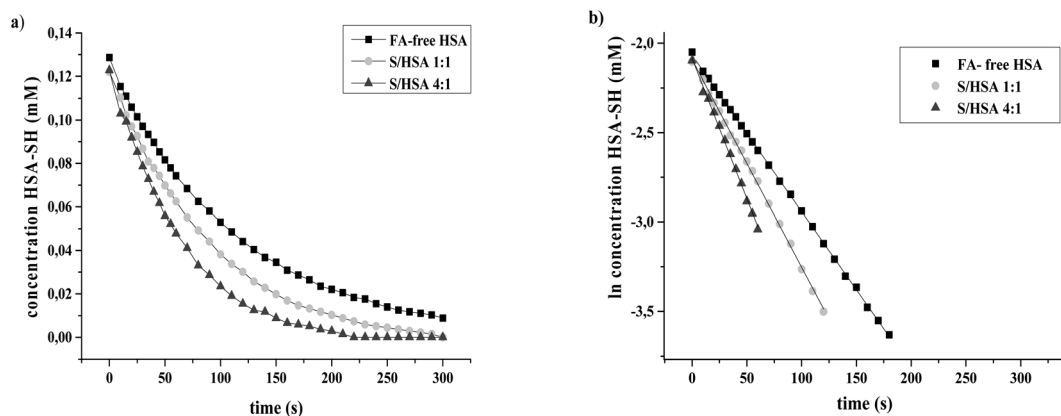 a)
0,14
0,12
0,10
0,08
0,06
0,04
0,02
0,00
concentration HSA-SH (mM)
FA-free HSA
S/HSA 1:1
S/HSA 4:1
0 50 100 150 200 250 300
time (s)
b)
-2,0
-2,5
-3,0
-3,5
ln concentration HSA-SH (mM)
FA- free HSA
S/HSA 1:1
S/HSA 4:1
0 50 100 150 200 250 300
time (s)